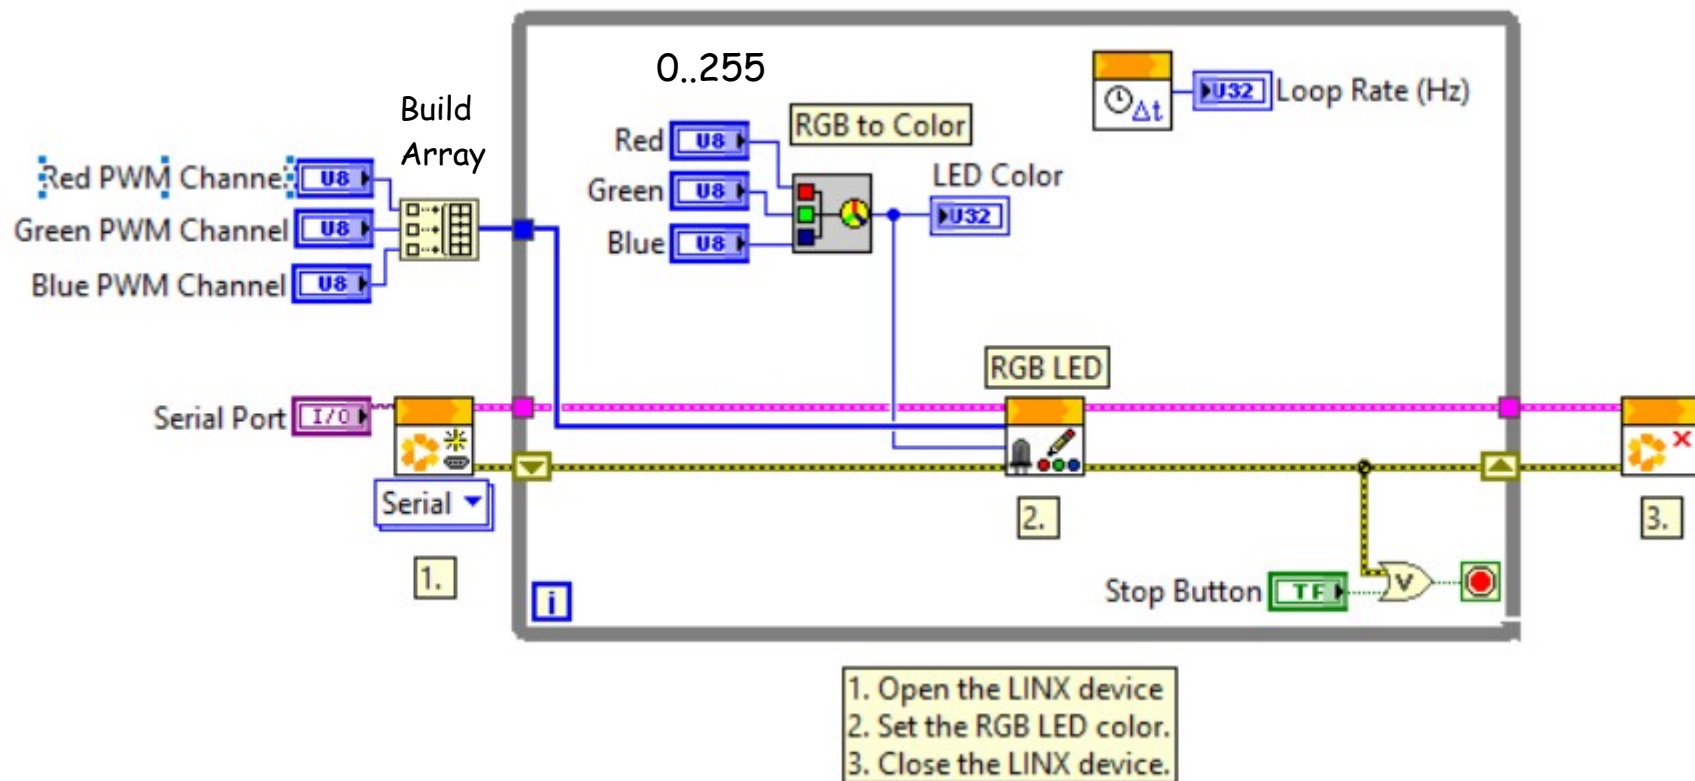 0..255
Build
Array
Red PWM Channel
U8
Green PWM Channel
U8
Blue PWM Channel
U8
RGB to Color
Red
U8
Green
U8
Blue
U8
LED Color
U32
Δt
U32
Loop Rate (Hz)
Serial Port
I/O
Serial
1.
RGB LED
2.
3.
i
Stop Button
TF
V
1. Open the LINX device
2. Set the RGB LED color.
3. Close the LINX device.